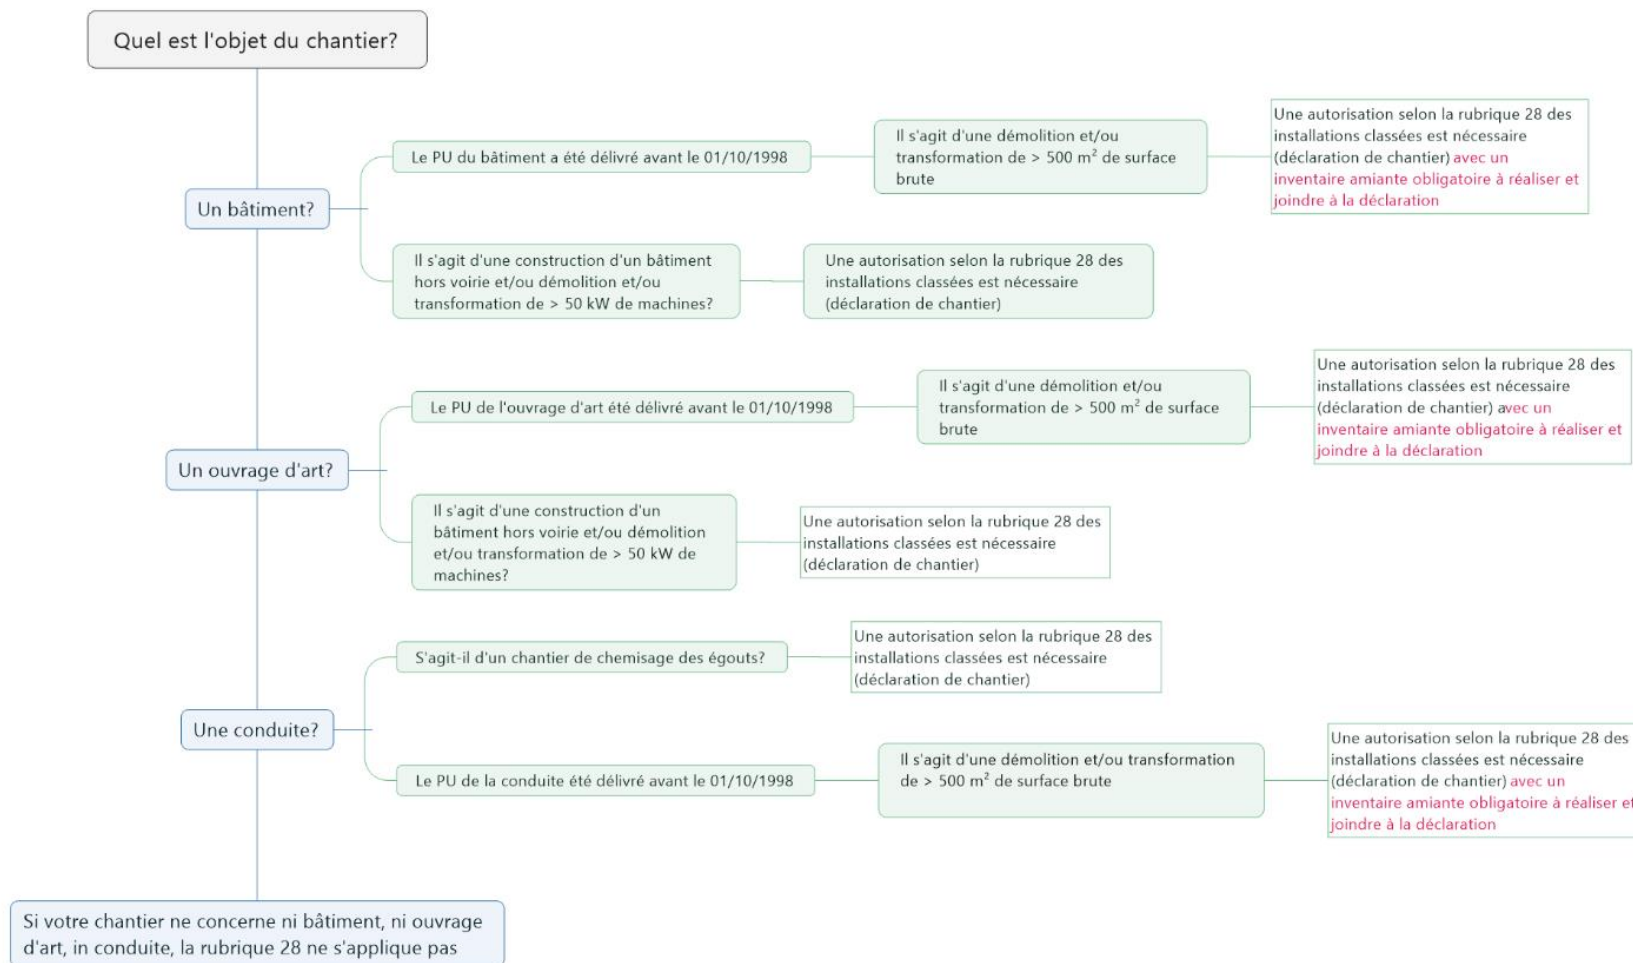 Quel est l'objet du chantier?
Un bâtiment?
Le PU du bâtiment a été délivré avant le 01/10/1998
Il s'agit d'une démolition et/ou
transformation de > 500 m² de surface
brute
Une autorisation selon la rubrique 28 des
installations classées est nécessaire
(déclaration de chantier) avec un
inventaire amiante obligatoire à réaliser et
joindre à la déclaration
Il s'agit d'une construction d'un bâtiment
hors voirie et/ou démolition et/ou
transformation de > 50 kW de machines?
Une autorisation selon la rubrique 28 des
installations classées est nécessaire
(déclaration de chantier)
Un ouvrage d'art?
Le PU de l'ouvrage d'art été délivré avant le 01/10/1998
Il s'agit d'une démolition et/ou
transformation de > 500 m² de surface
brute
Une autorisation selon la rubrique 28 des
installations classées est nécessaire
(déclaration de chantier) avec un
inventaire amiante obligatoire à réaliser et
joindre à la déclaration
Il s'agit d'une construction d'un
bâtiment hors voirie et/ou démolition
et/ou transformation de > 50 kW de
machines?
Une autorisation selon la rubrique 28 des
installations classées est nécessaire
(déclaration de chantier)
Une conduite?
S'agit-il d'un chantier de chemisage des égouts?
Une autorisation selon la rubrique 28 des
installations classées est nécessaire
(déclaration de chantier)
Le PU de la conduite été délivré avant le 01/10/1998
Il s'agit d'une démolition et/ou transformation
de > 500 m² de surface brute
Une autorisation selon la rubrique 28 des
installations classées est nécessaire
(déclaration de chantier) avec un
inventaire amiante obligatoire à réaliser et
joindre à la déclaration
Si votre chantier ne concerne ni bâtiment, ni ouvrage
d'art, in conduite, la rubrique 28 ne s'applique pas